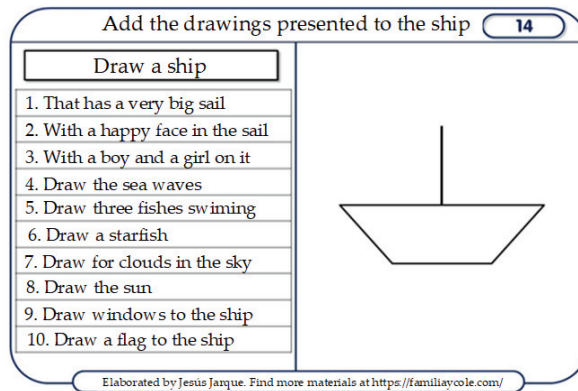 Add the drawings presented to the ship
14
Draw a ship
1. That has a very big sail
2. With a happy face in the sail
3. With a boy and a girl on it
4. Draw the sea waves
5. Draw three fishes swiming
6. Draw a starfish
7. Draw for clouds in the sky
8. Draw the sun
9. Draw windows to the ship
10. Draw a flag to the ship
Elaborated by Jesús Jarque. Find more materials at https://familiaycole.com/